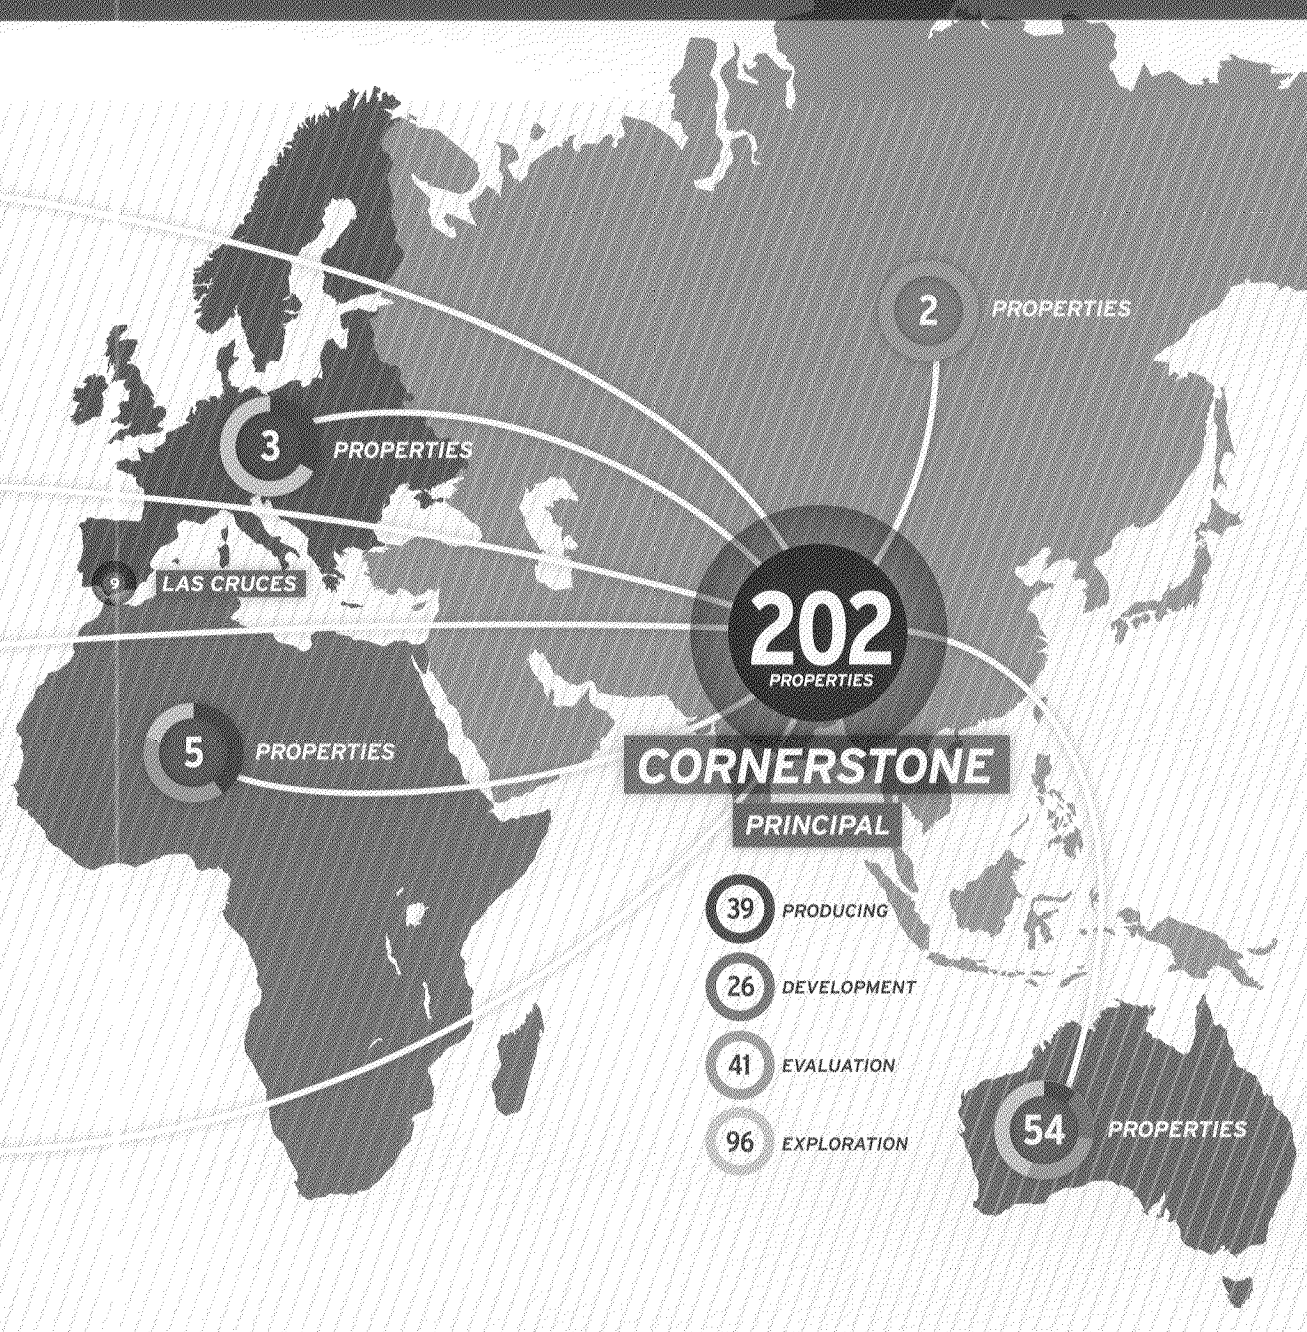 2 PROPERTIES
3 PROPERTIES
9 LAS CRUCES
202
PROPERTIES
CORNERSTONE
PRINCIPAL
5 PROPERTIES
39 PRODUCING
26 DEVELOPMENT
41 EVALUATION
96 EXPLORATION
54 PROPERTIES